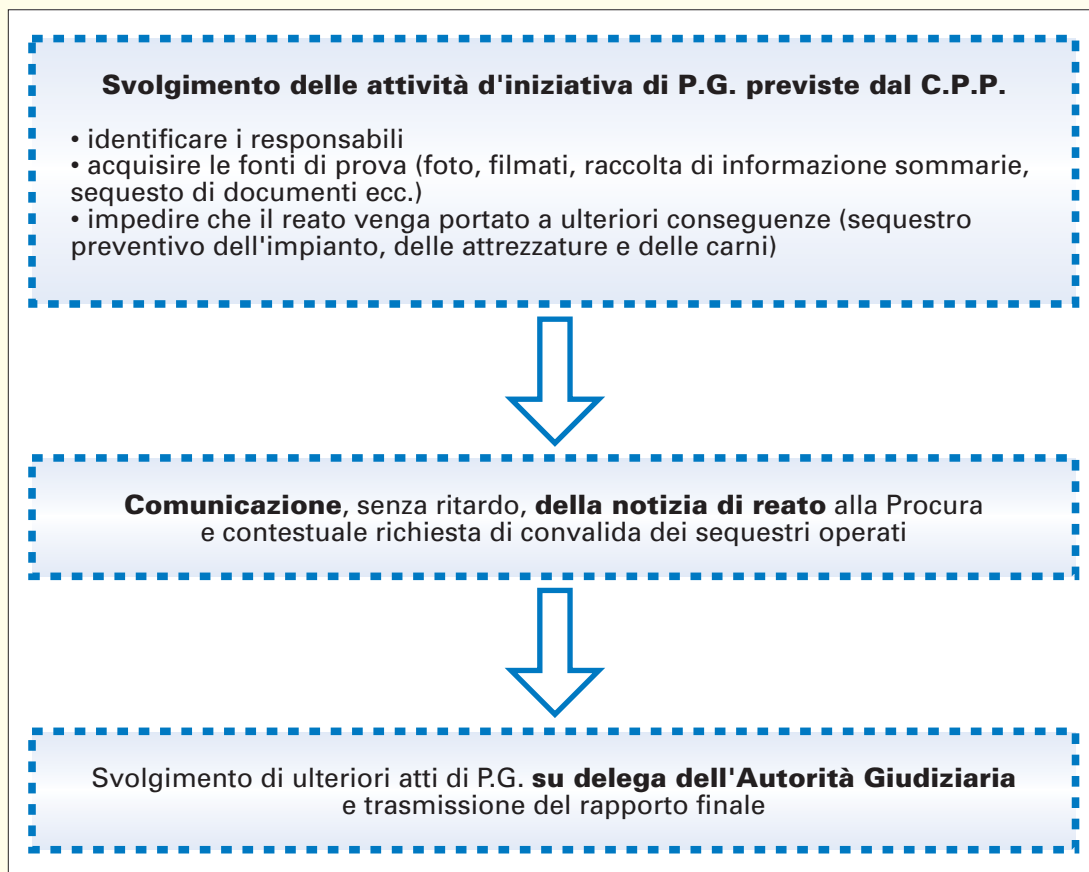 Svolgimento delle attività d'iniziativa di P.G. previste dal C.P.P.
• identificare i responsabili
• acquisire le fonti di prova (foto, filmati, raccolta di informazione sommarie,
sequesto di documenti ecc.)
• impedire che il reato venga portato a ulteriori conseguenze (sequestro
preventivo dell'impianto, delle attrezzature e delle carni)
Comunicazione, senza ritardo, della notizia di reato alla Procura
e contestuale richiesta di convalida dei sequestri operati
Svolgimento di ulteriori atti di P.G. su delega dell'Autorità Giudiziaria
e trasmissione del rapporto finale